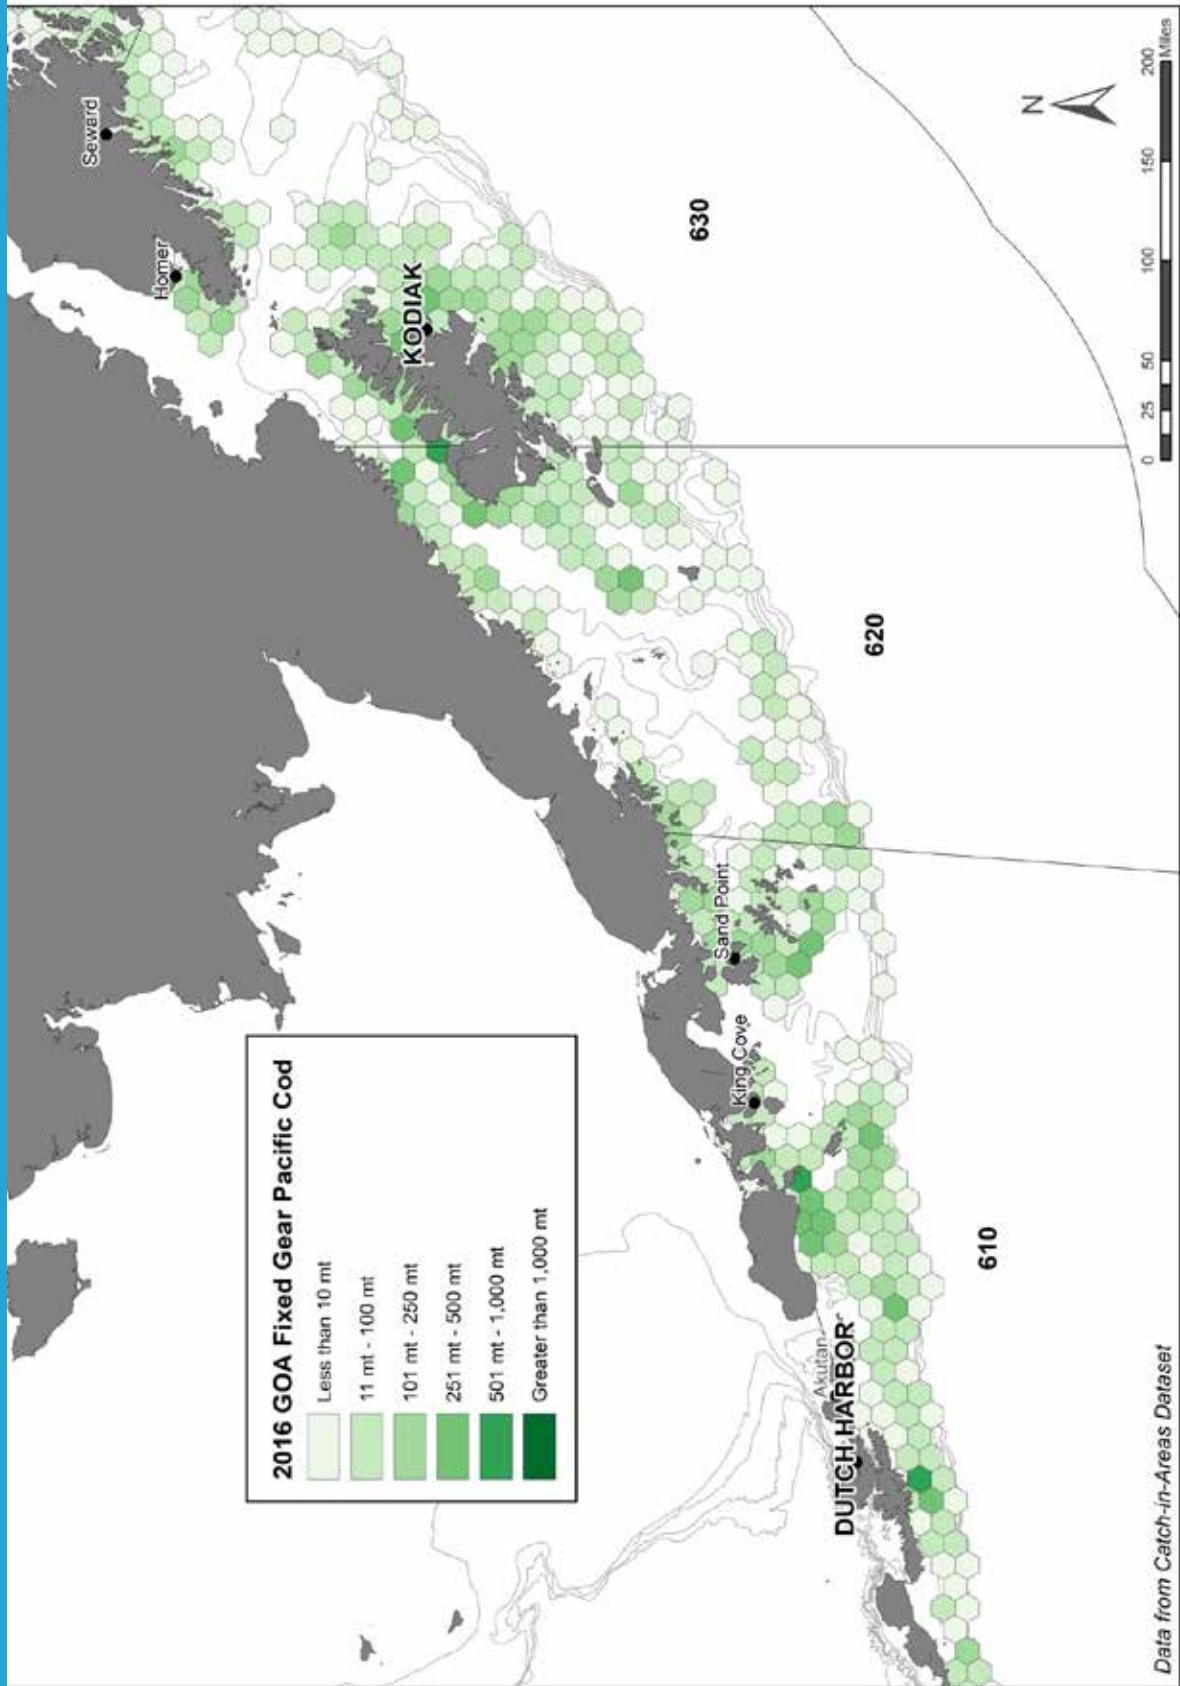 2016 GOA Fixed Gear Pacific Cod
Less than 10 mt
11 mt - 100 mt
101 mt - 250 mt
251 mt - 500 mt
501 mt - 1,000 mt
Greater than 1,000 mt
Seward
Homer
KODIAK
Sand Point
King Cove
Akutan
DUTCH HARBOR
630
620
610
N
0 25 50 100 150 200
Miles
Data from Catch-in-Areas Dataset